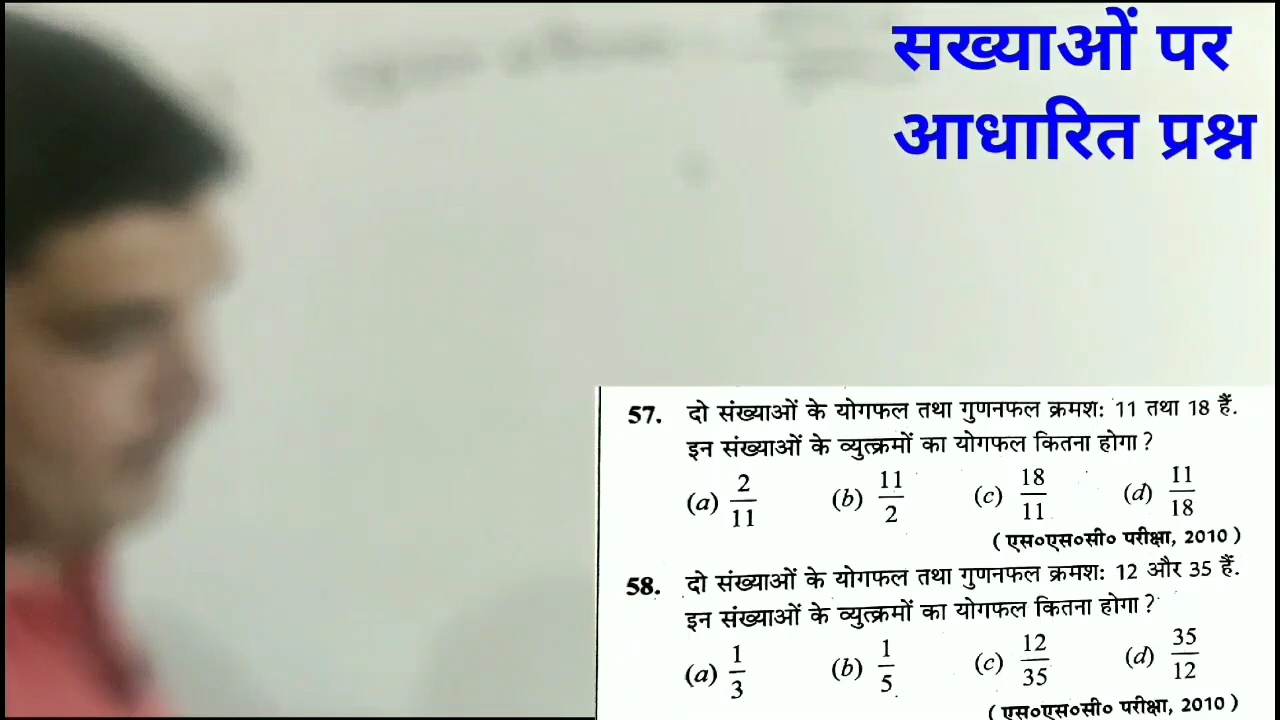 सख्याओं पर
आधारित प्रश्न
57. दो संख्याओं के योगफल तथा गुणनफल क्रमशः 11 तथा 18 हैं.
इन संख्याओं के व्युत्क्रमों का योगफल कितना होगा ?
(a) 2/11 (b) 11/2 (c) 18/11 (d) 11/18
( एस०एस०सी० परीक्षा, 2010 )
58. दो संख्याओं के योगफल तथा गुणनफल क्रमशः 12 और 35 हैं.
इन संख्याओं के व्युत्क्रमों का योगफल कितना होगा ?
(a) 1/3 (b) 1/5 (c) 12/35 (d) 35/12
( एस०एस०सी० परीक्षा, 2010 )